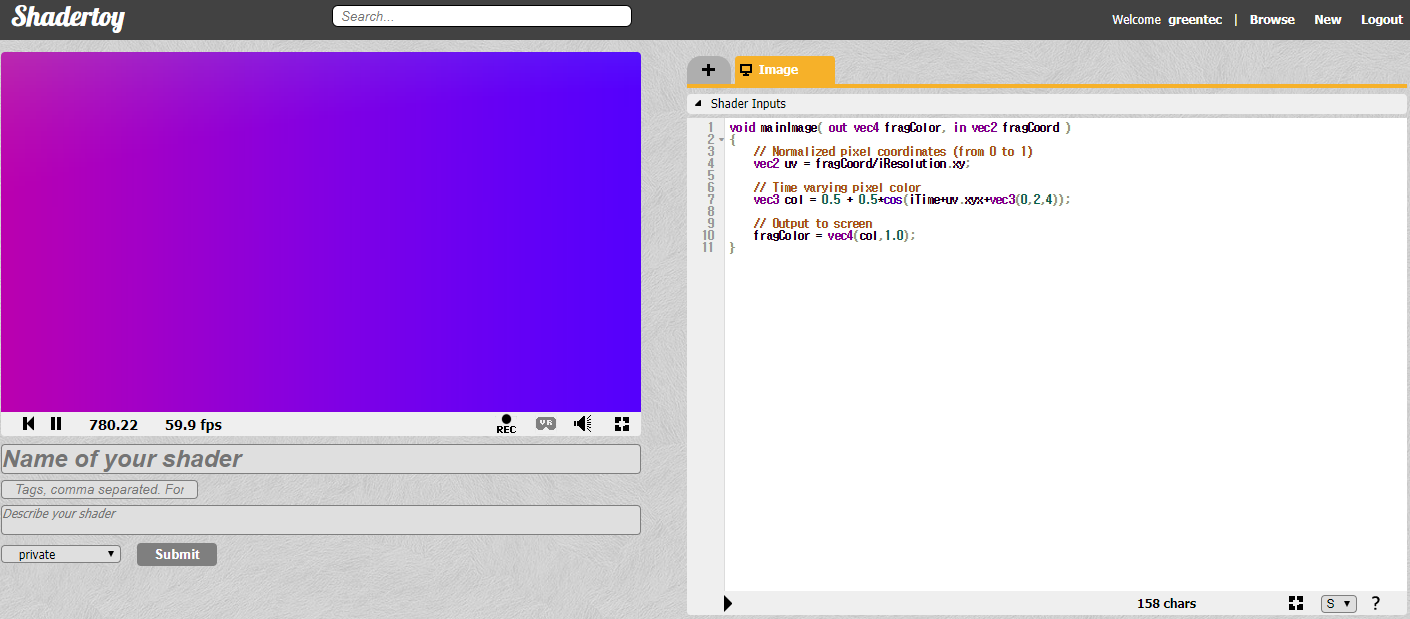 Shadertoy
Search...
Welcome greentec | Browse New Logout
+ Image
Shader Inputs
1 void mainImage( out vec4 fragColor, in vec2 fragCoord )
2 {
3 // Normalized pixel coordinates (from 0 to 1)
4 vec2 uv = fragCoord/iResolution.xy;
5
6 // Time varying pixel color
7 vec3 col = 0.5 + 0.5*cos(iTime+uv.xyx+vec3(0,2,4));
8
9 // Output to screen
10 fragColor = vec4(col,1.0);
11 }
780.22 59.9 fps REC VR
Name of your shader
Tags, comma separated. For
Describe your shader
private Submit
158 chars S ?